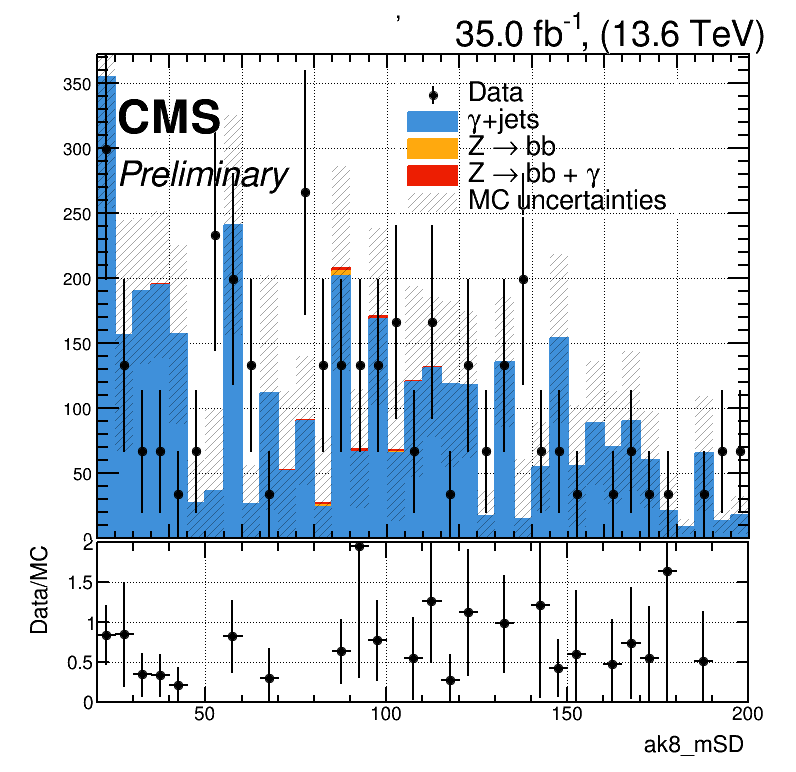 ,
35.0 fb-1, (13.6 TeV)
CMS
Preliminary
Data
γ+jets
Z → bb
Z → bb + γ
MC uncertainties
350
300
250
200
150
100
50
0
Data/MC
2
1.5
1
0.5
0
50 100 150 200
ak8_mSD